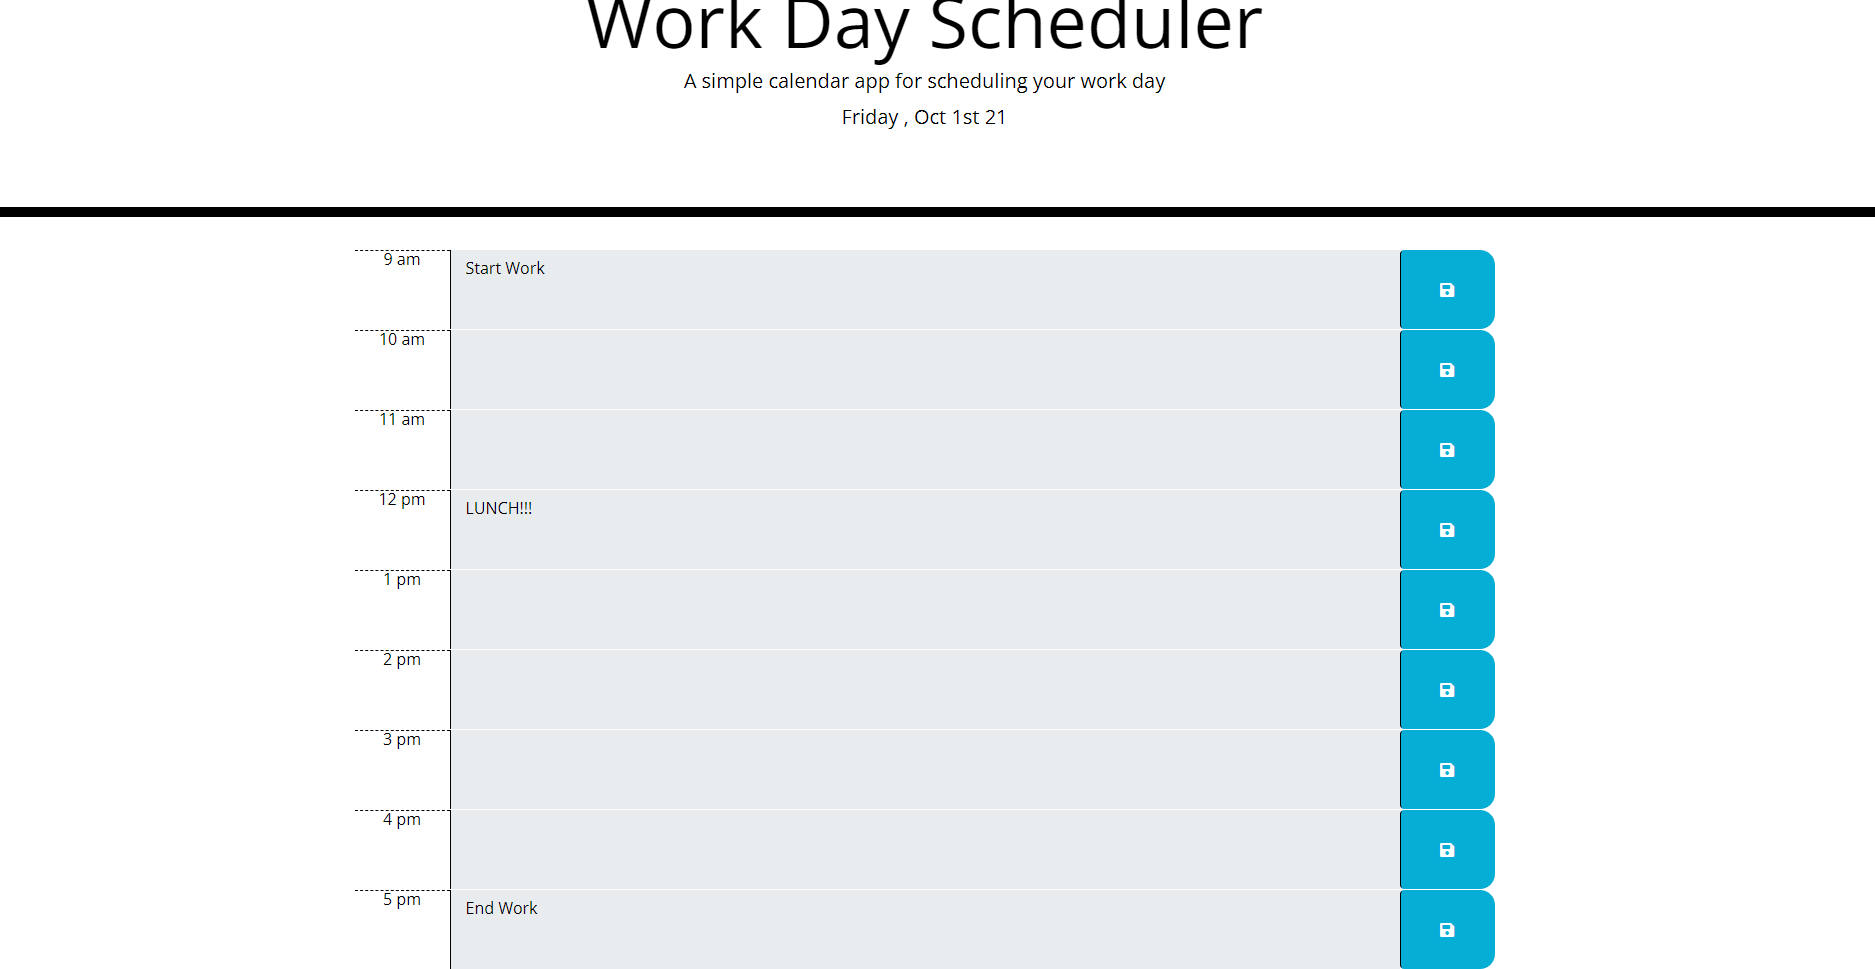 Work Day Scheduler
A simple calendar app for scheduling your work day
Friday , Oct 1st 21
9 am
Start Work
10 am
11 am
12 pm
LUNCH!!!
1 pm
2 pm
3 pm
4 pm
5 pm
End Work